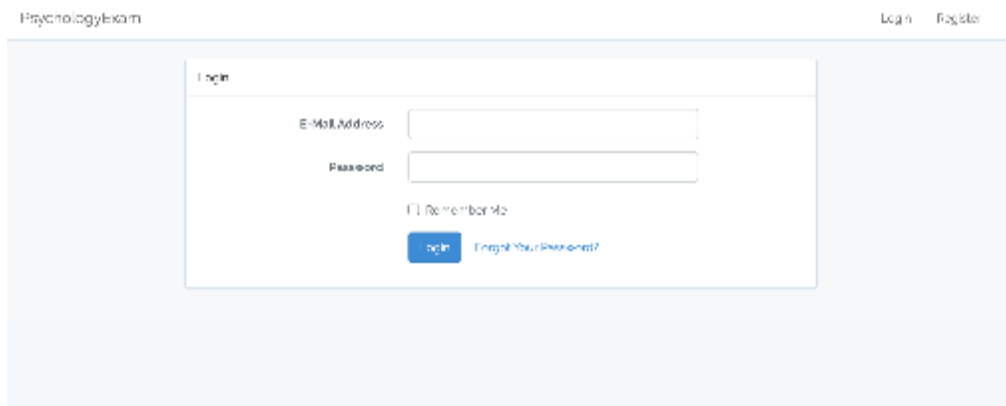 PsychologyExam
Login Register
Login
E-Mail Address
Password
Remember Me
Login Forgot Your Password?